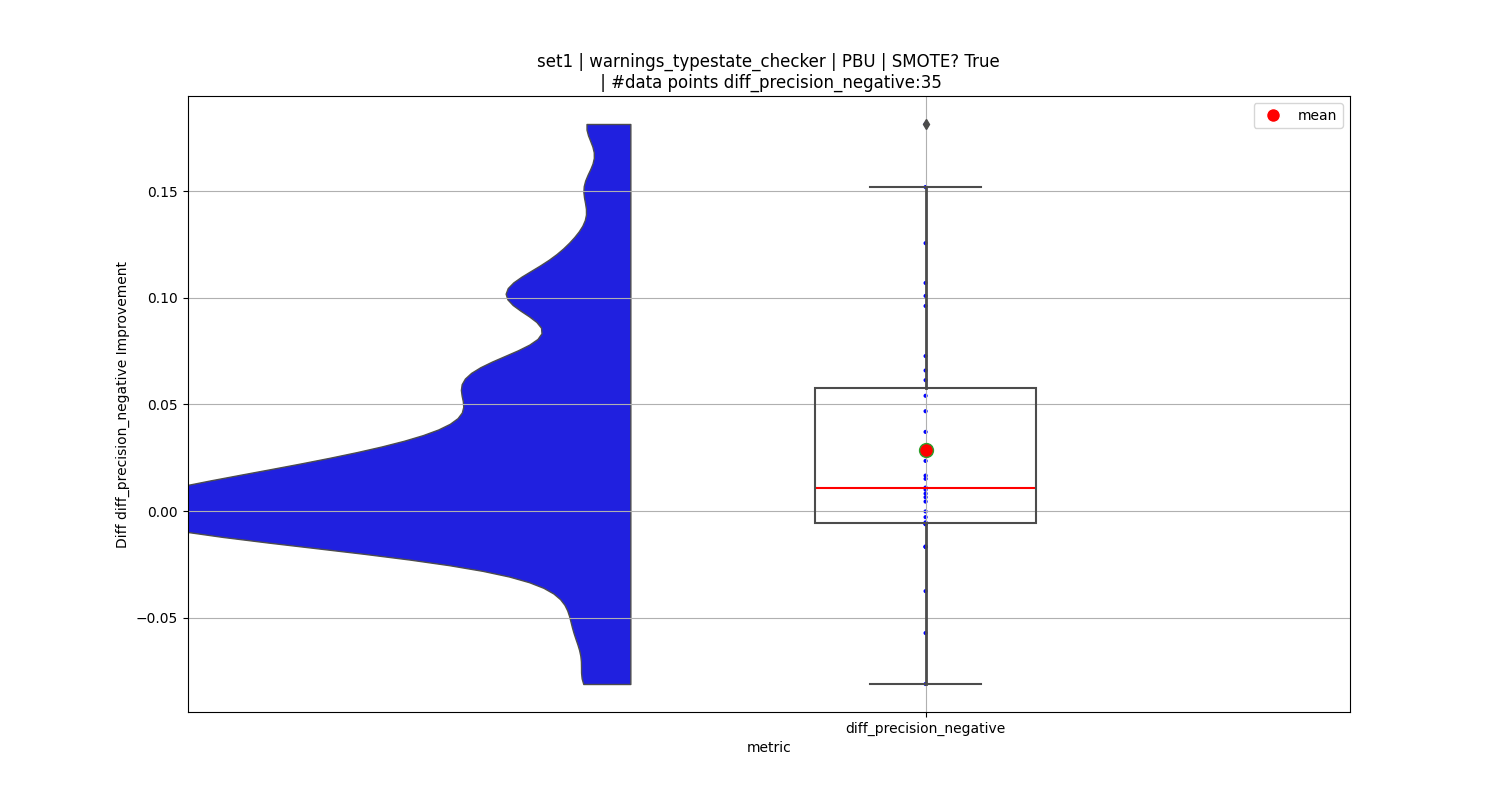 set1 | warnings_typestate_checker | PBU | SMOTE? True
| #data points diff_precision_negative:35
mean
0.15
0.10
0.05
0.00
−0.05
Diff diff_precision_negative Improvement
diff_precision_negative
metric